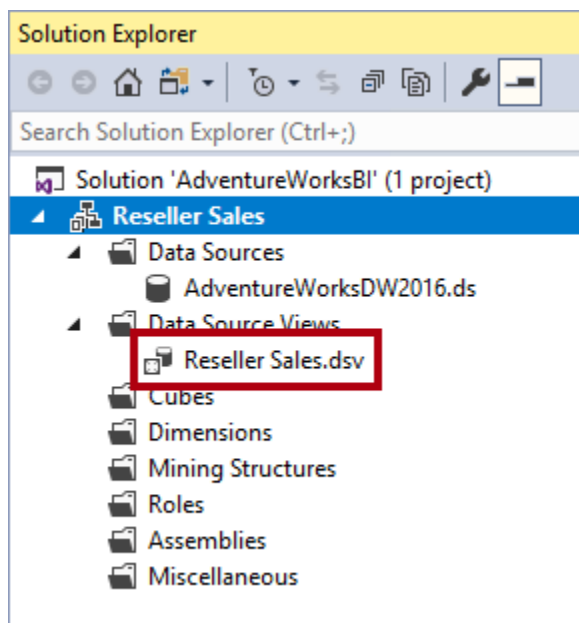 Solution Explorer
Search Solution Explorer (Ctrl+;)
Solution 'AdventureWorksBI' (1 project)
Reseller Sales
Data Sources
AdventureWorksDW2016.ds
Data Source Views
Reseller Sales.dsv
Cubes
Dimensions
Mining Structures
Roles
Assemblies
Miscellaneous